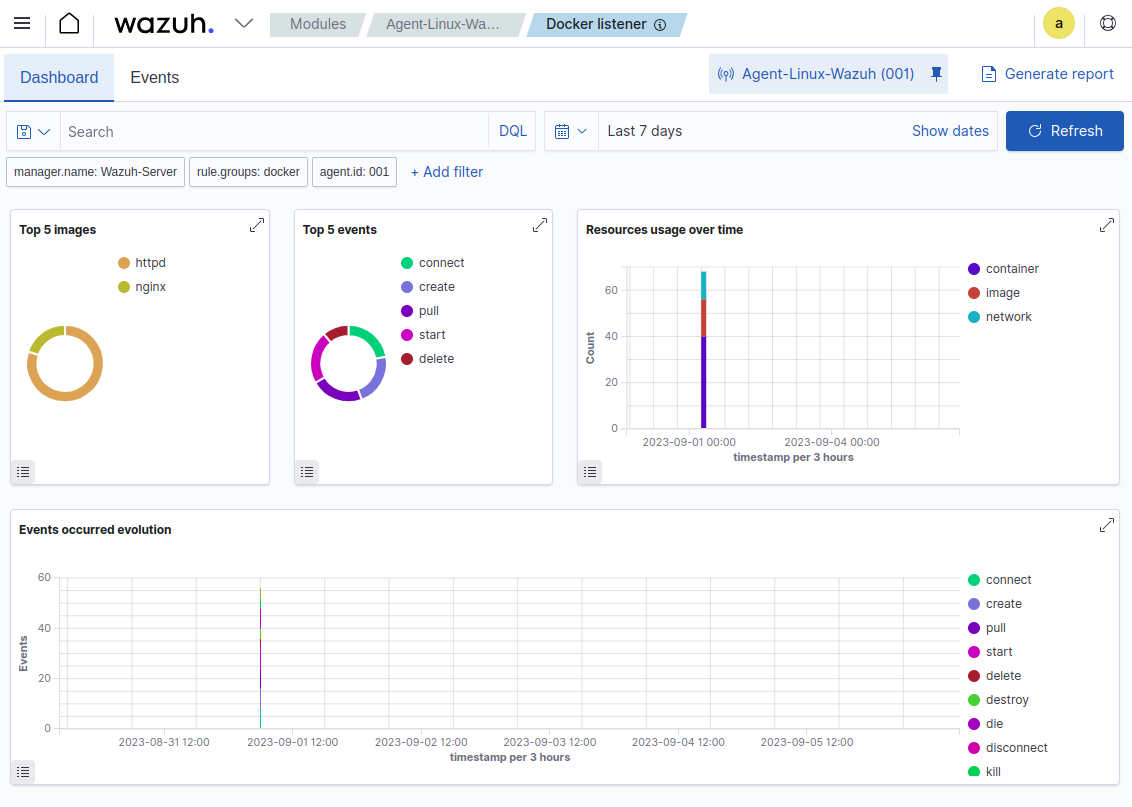 wazuh.
Modules
Agent-Linux-Wa...
Docker listener
a
Dashboard
Events
Agent-Linux-Wazuh (001)
Generate report
Search
DQL
Last 7 days
Show dates
Refresh
manager.name: Wazuh-Server
rule.groups: docker
agent.id: 001
+ Add filter
Top 5 images
httpd
nginx
Top 5 events
connect
create
pull
start
delete
Resources usage over time
60
40
20
0
Count
2023-09-01 00:00
2023-09-04 00:00
timestamp per 3 hours
container
image
network
Events occurred evolution
60
40
20
0
Events
2023-08-31 12:00
2023-09-01 12:00
2023-09-02 12:00
2023-09-03 12:00
2023-09-04 12:00
2023-09-05 12:00
timestamp per 3 hours
connect
create
pull
start
delete
destroy
die
disconnect
kill